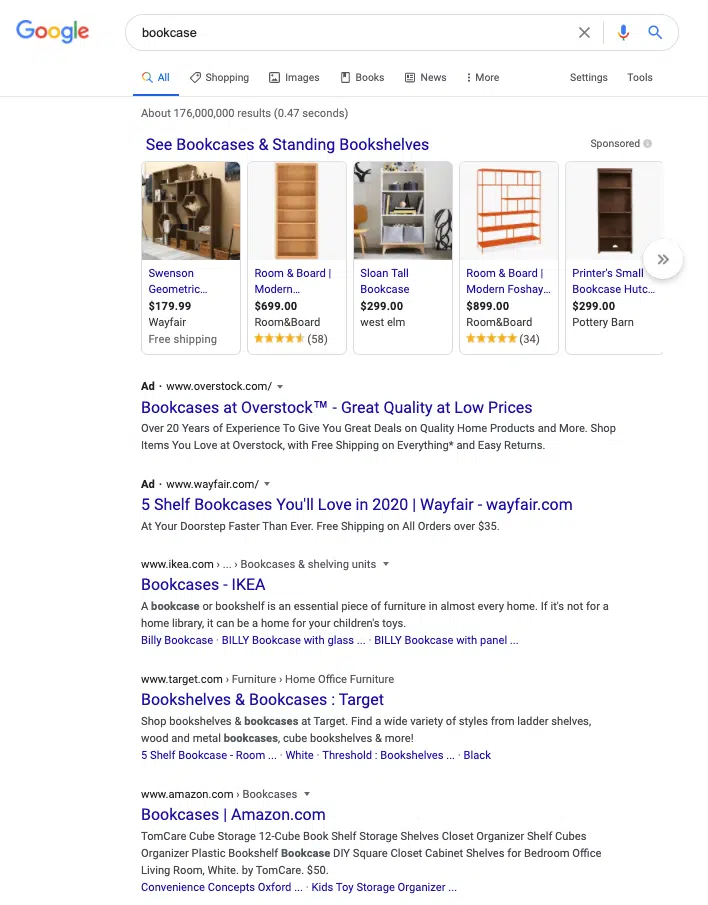 Google
bookcase
All Shopping Images Books News More Settings Tools
About 176,000,000 results (0.47 seconds)
See Bookcases & Standing Bookshelves
Sponsored
Swenson
Geometric...
$179.99
Wayfair
Free shipping
Room & Board |
Modern...
$699.00
Room&Board
(58)
Sloan Tall
Bookcase
$299.00
west elm
Room & Board |
Modern Foshay...
$899.00
Room&Board
(34)
Printer's Small
Bookcase Hutc...
$299.00
Pottery Barn
Ad · www.overstock.com/
Bookcases at Overstock™ - Great Quality at Low Prices
Over 20 Years of Experience To Give You Great Deals on Quality Home Products and More. Shop
Items You Love at Overstock, with Free Shipping on Everything* and Easy Returns.
Ad · www.wayfair.com/
5 Shelf Bookcases You'll Love in 2020 | Wayfair - wayfair.com
At Your Doorstep Faster Than Ever. Free Shipping on All Orders over $35.
www.ikea.com › ... › Bookcases & shelving units
Bookcases - IKEA
A bookcase or bookshelf is an essential piece of furniture in almost every home. If it's not for a
home library, it can be a home for your children's toys.
Billy Bookcase · BILLY Bookcase with glass ... · BILLY Bookcase with panel ...
www.target.com › Furniture › Home Office Furniture
Bookshelves & Bookcases : Target
Shop bookshelves & bookcases at Target. Find a wide variety of styles from ladder shelves,
wood and metal bookcases, cube bookshelves & more!
5 Shelf Bookcase - Room ... · White · Threshold : Bookshelves ... · Black
www.amazon.com › Bookcases
Bookcases | Amazon.com
TomCare Cube Storage 12-Cube Book Shelf Storage Shelves Closet Organizer Shelf Cubes
Organizer Plastic Bookshelf Bookcase DIY Square Closet Cabinet Shelves for Bedroom Office
Living Room, White. by TomCare. $50.
Convenience Concepts Oxford ... · Kids Toy Storage Organizer ...